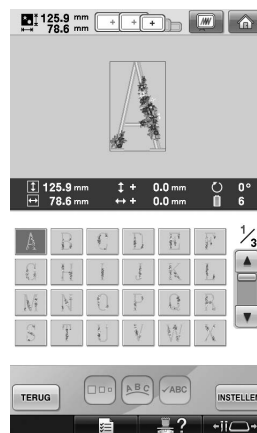 125.9 mm
78.6 mm
125.9 mm 0.0 mm 0°
78.6 mm 0.0 mm 6
1/3
A B C D E F
G H I J K L
M N O P Q R
S T U V W X
ABC ABC
TERUG INSTELLE
?